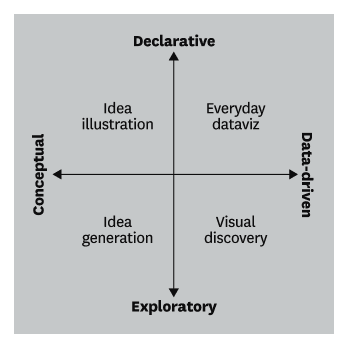 Declarative
Idea
illustration
Everyday
dataviz
Conceptual
Data-driven
Idea
generation
Visual
discovery
Exploratory